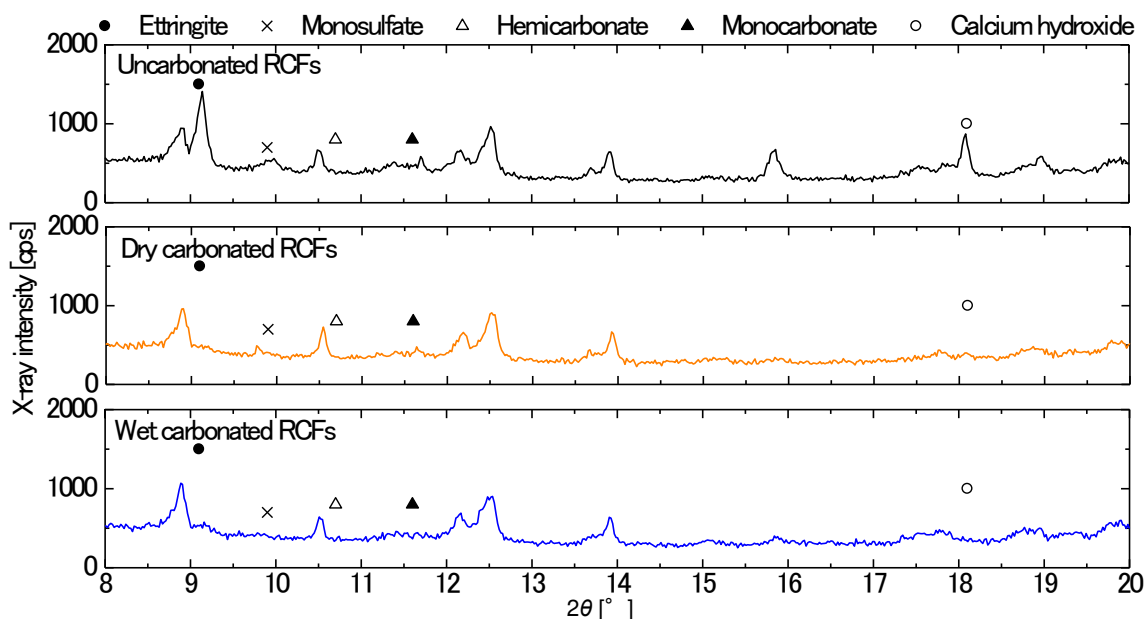 ● Ettringite × Monosulfate △ Hemicarbonate ▲ Monocarbonate ○ Calcium hydroxide
2000
Uncarbonated RCFs
1000
0
2000
Dry carbonated RCFs
1000
0
2000
Wet carbonated RCFs
1000
0
X-ray intensity [cps]
8 9 10 11 12 13 14 15 16 17 18 19 20
2θ [°]